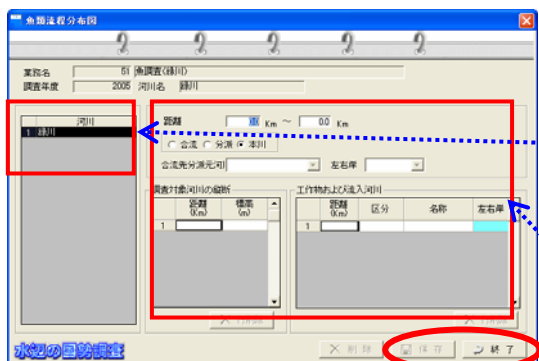 魚類流程分布図
業務名 51 魚調査(緑川)
調査年度 2005 河川名 緑川
河川
1 緑川
距離 0.0 Km ～ 0.0 Km
合流 分派 本川
合流先分派元河 左右岸
調査対象河川の縦断
距離(Km) 標高(m)
1
工作物および流入河川
距離(Km) 区分 名称 左右岸
1
水辺の国勢調査
削除 保存 終了